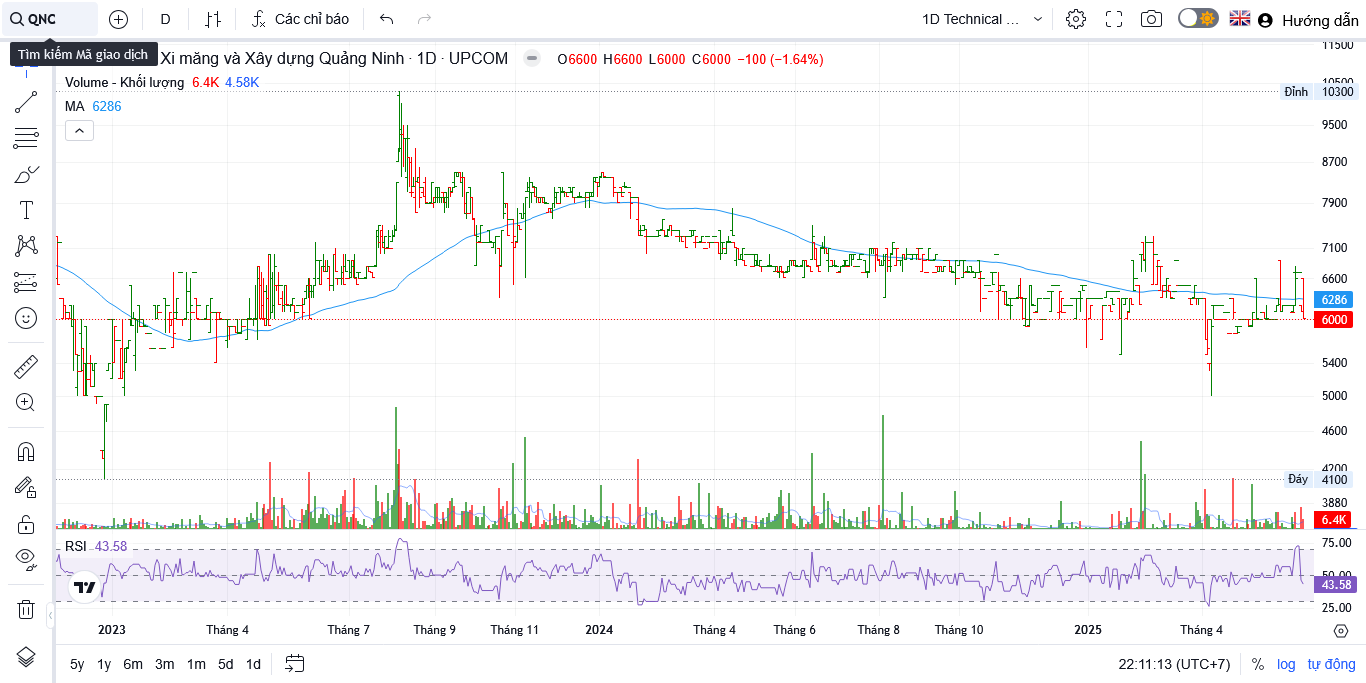 QNC D Các chỉ báo 1D Technical ... Hướng dẫn
Tìm kiếm Mã giao dịch
Xi măng và Xây dựng Quảng Ninh · 1D · UPCOM O6600 H6600 L6000 C6000 −100 (−1.64%)
Volume - Khối lượng 6.4K 4.58K
MA 6286
11500
10500
Đỉnh 10300
9500
8700
7900
7100
6600
6286
6000
5400
5000
4600
4200
Đáy 4100
3880
6.4K
RSI 43.58
75.00
50.00
43.58
25.00
2023 Tháng 4 Tháng 7 Tháng 9 Tháng 11 2024 Tháng 4 Tháng 6 Tháng 8 Tháng 10 2025 Tháng 4
5y 1y 6m 3m 1m 5d 1d 22:11:13 (UTC+7) % log tự động